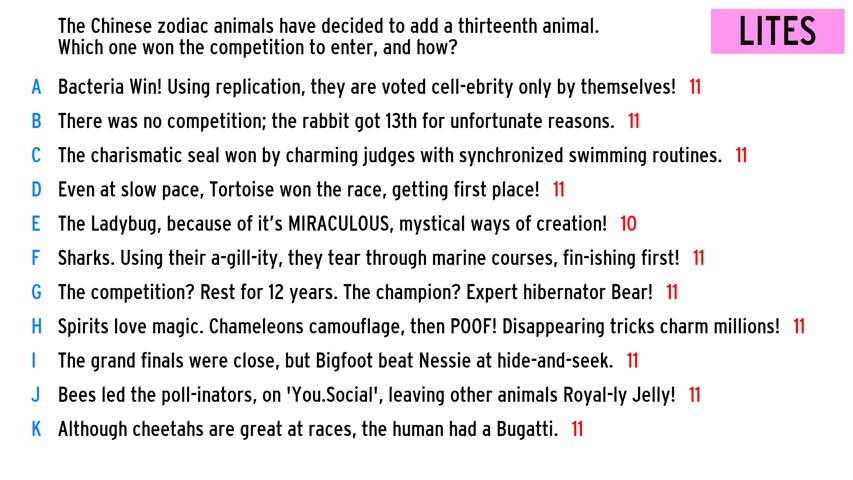 The Chinese zodiac animals have decided to add a thirteenth animal.
Which one won the competition to enter, and how?
LITES
A Bacteria Win! Using replication, they are voted cell-ebrity only by themselves! 11
B There was no competition; the rabbit got 13th for unfortunate reasons. 11
C The charismatic seal won by charming judges with synchronized swimming routines. 11
D Even at slow pace, Tortoise won the race, getting first place! 11
E The Ladybug, because of it's MIRACULOUS, mystical ways of creation! 10
F Sharks. Using their a-gill-ity, they tear through marine courses, fin-ishing first! 11
G The competition? Rest for 12 years. The champion? Expert hibernator Bear! 11
H Spirits love magic. Chameleons camouflage, then POOF! Disappearing tricks charm millions! 11
I The grand finals were close, but Bigfoot beat Nessie at hide-and-seek. 11
J Bees led the poll-inators, on 'You.Social', leaving other animals Royal-ly Jelly! 11
K Although cheetahs are great at races, the human had a Bugatti. 11